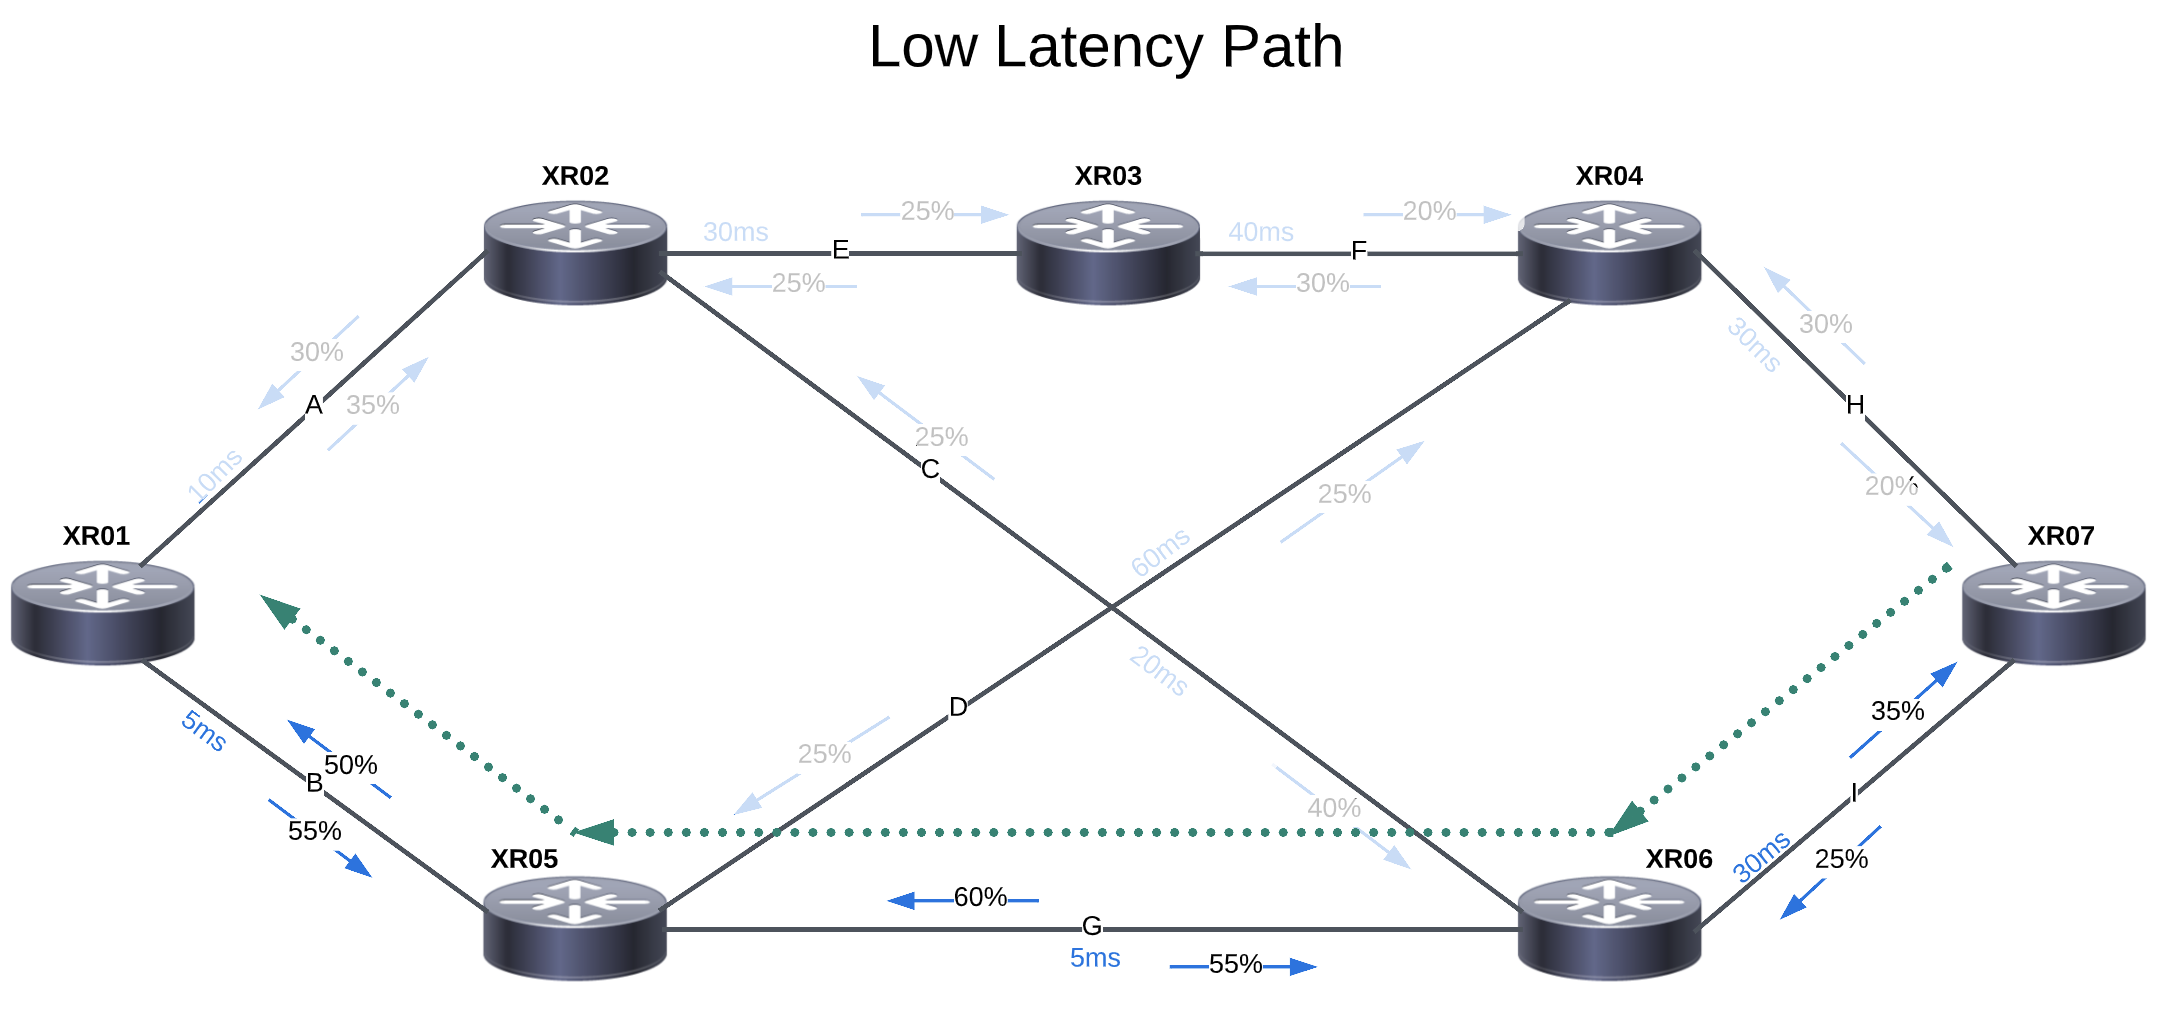 Low Latency Path
XR02
XR03
XR04
30ms
25%
E
25%
40ms
20%
F
30%
30%
A
35%
10ms
25%
C
30ms
30%
H
20%
25%
60ms
XR01
XR07
20ms
D
25%
40%
5ms
50%
B
55%
35%
I
30ms
25%
XR05
XR06
60%
G
5ms
55%